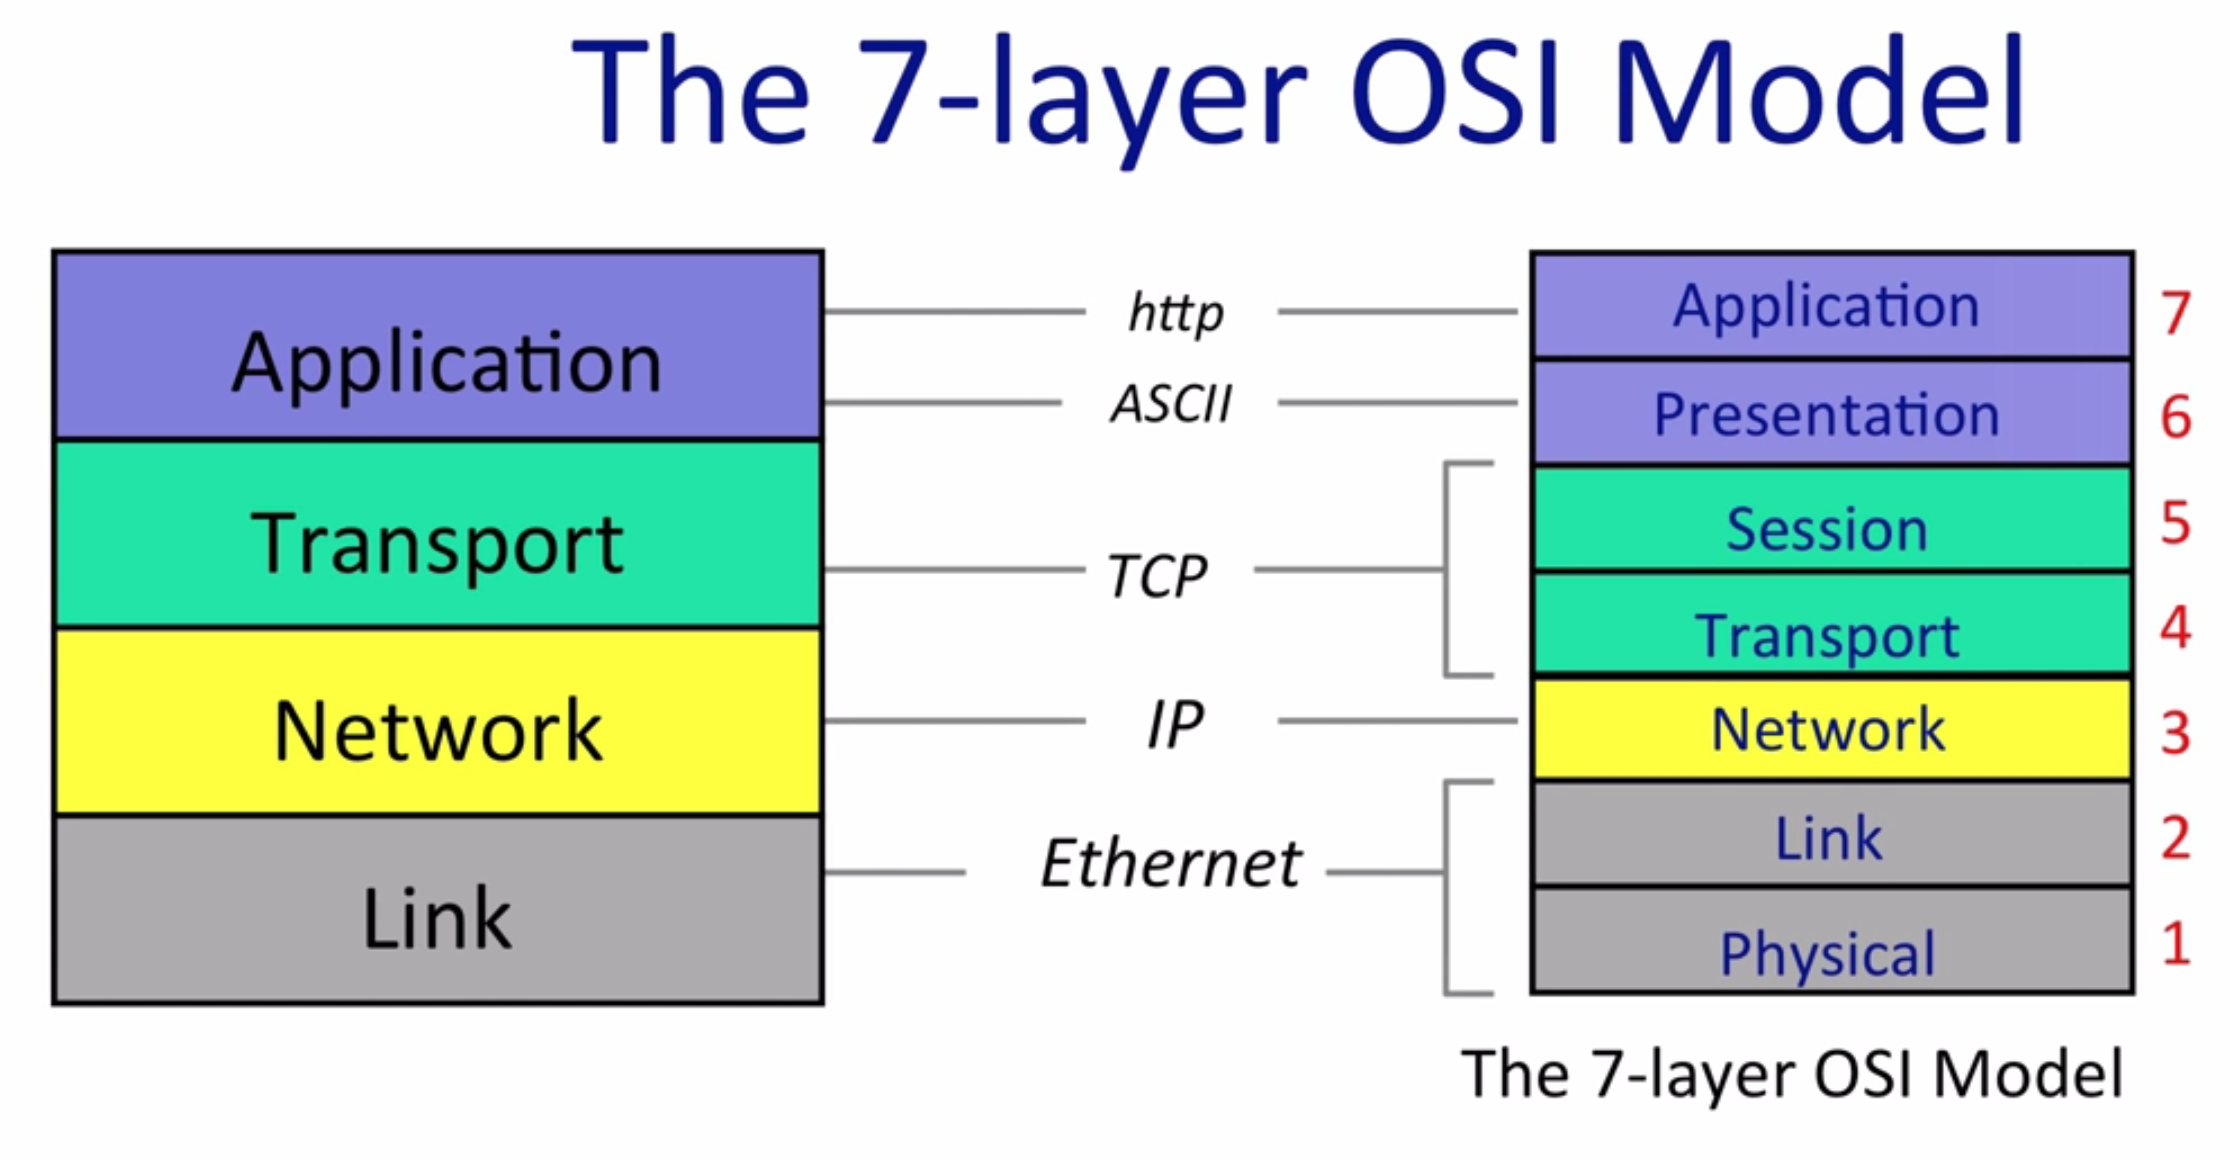 The 7-layer OSI Model
Application
Transport
Network
Link
http
ASCII
TCP
IP
Ethernet
Application 7
Presentation 6
Session 5
Transport 4
Network 3
Link 2
Physical 1
The 7-layer OSI Model